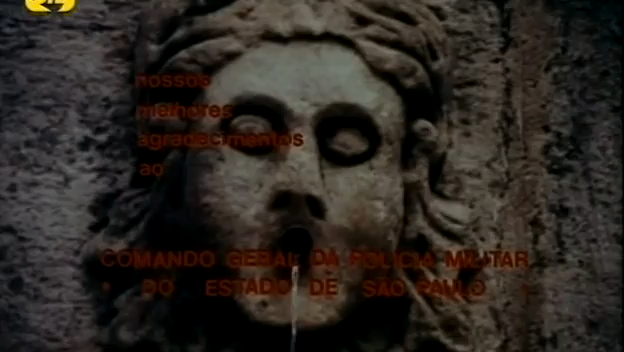 nossos
melhores
agradecimentos
ao
COMANDO GERAL DA POLICIA MILITAR
DO ESTADO DE SÃO PAULO